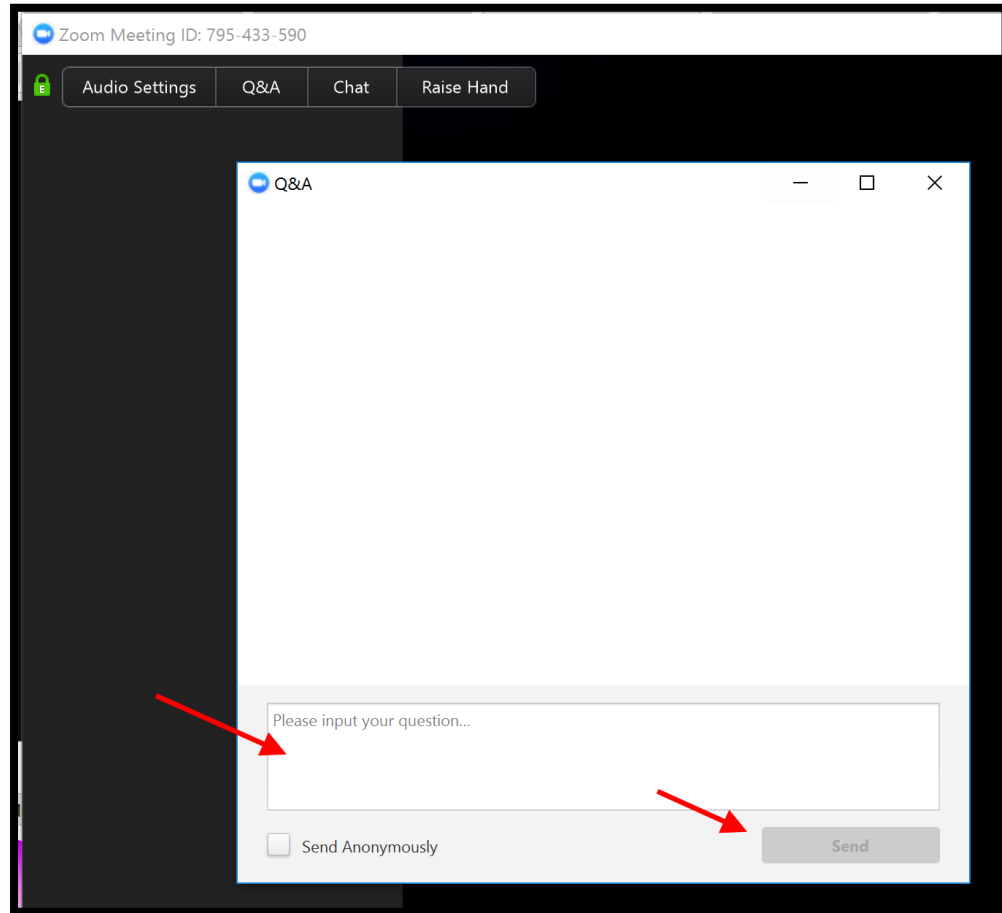 Zoom Meeting ID: 795-433-590
E
Audio Settings Q&A Chat Raise Hand
Q&A
Please input your question...
Send Anonymously
Send